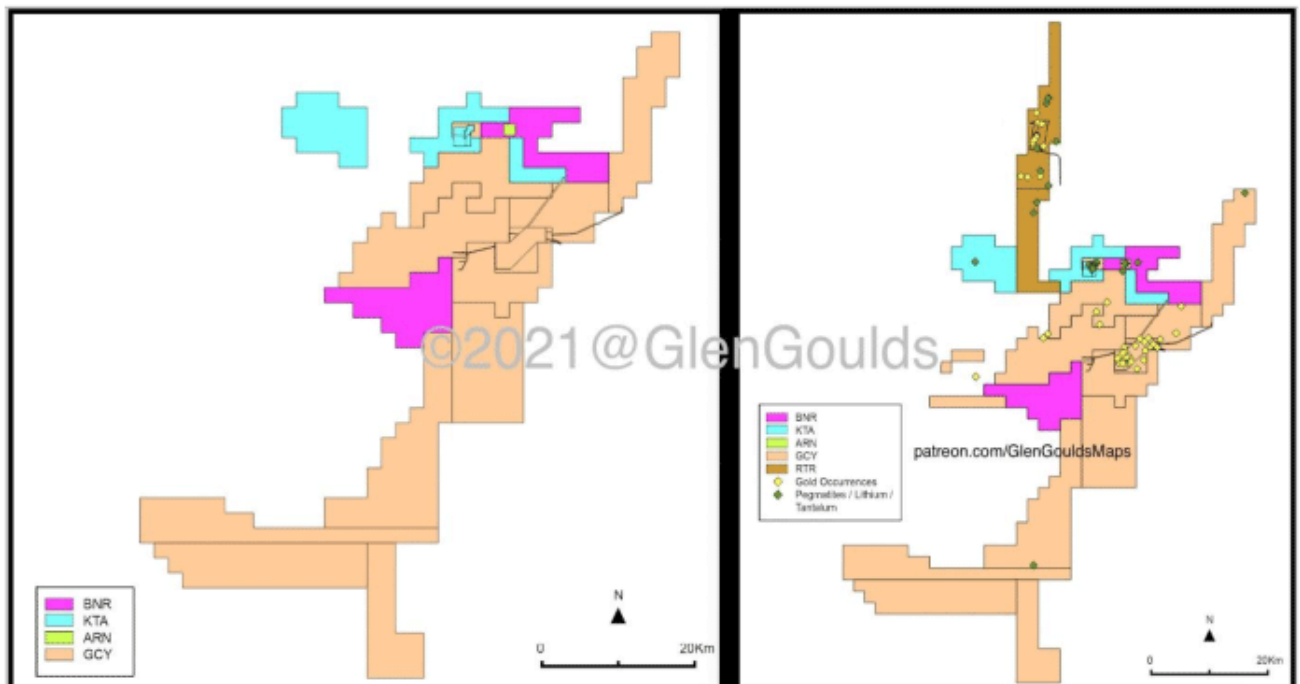 ©2021@GlenGoulds
BNR
KTA
ARN
GCY
N
0 20Km
BNR
KTA
ARN
GCY
RTR
Gold Occurrences
Pegmatites / Lithium /
Tantalum
patreon.com/GlenGouldsMaps
N
0 20Km